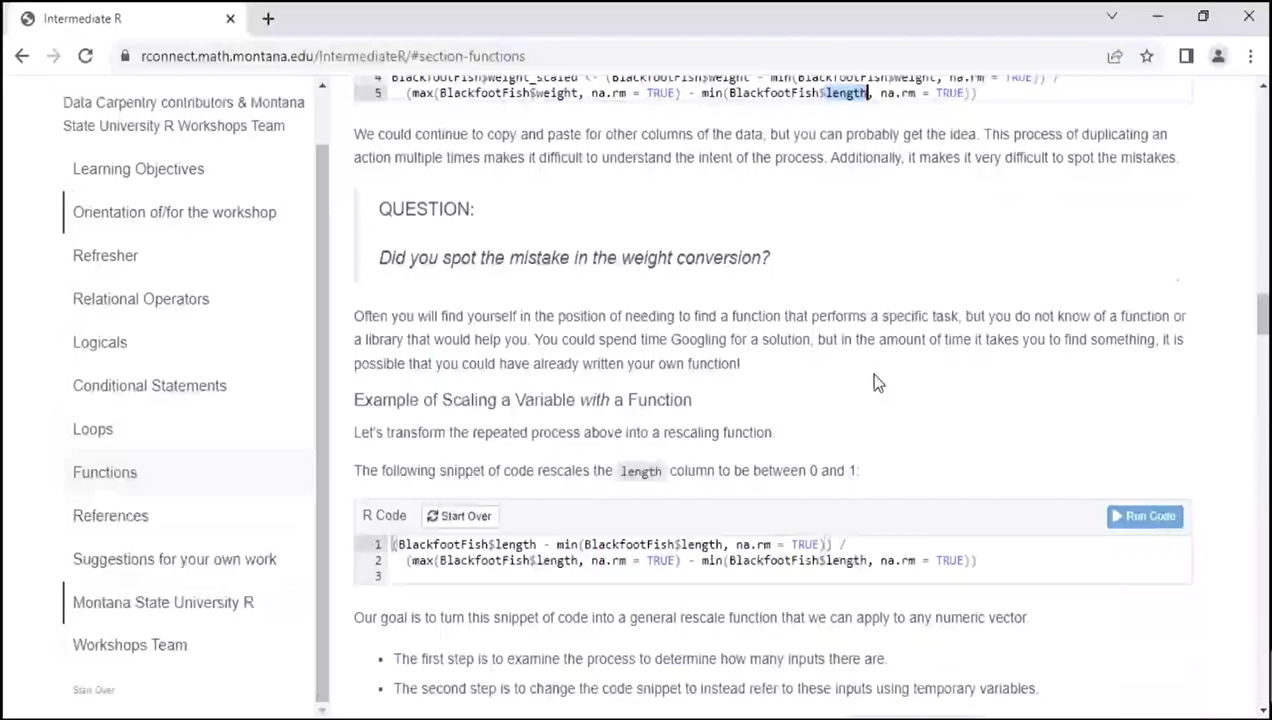 Intermediate R
rconnect.math.montana.edu/IntermediateR/#section-functions
Data Carpentry contributors & Montana
State University R Workshops Team
Learning Objectives
Orientation of/for the workshop
Refresher
Relational Operators
Logicals
Conditional Statements
Loops
Functions
References
Suggestions for your own work
Montana State University R
Workshops Team
Start Over
4 BlackfootFish$weight_scaled <- (BlackfootFish$weight - min(BlackfootFish$weight, na.rm = TRUE)) /
5 (max(BlackfootFish$weight, na.rm = TRUE) - min(BlackfootFish$length, na.rm = TRUE))
We could continue to copy and paste for other columns of the data, but you can probably get the idea. This process of duplicating an
action multiple times makes it difficult to understand the intent of the process. Additionally, it makes it very difficult to spot the mistakes.
QUESTION:
Did you spot the mistake in the weight conversion?
Often you will find yourself in the position of needing to find a function that performs a specific task, but you do not know of a function or
a library that would help you. You could spend time Googling for a solution, but in the amount of time it takes you to find something, it is
possible that you could have already written your own function!
Example of Scaling a Variable with a Function
Let's transform the repeated process above into a rescaling function.
The following snippet of code rescales the length column to be between 0 and 1:
R Code Start Over Run Code
1 (BlackfootFish$length - min(BlackfootFish$length, na.rm = TRUE)) /
2 (max(BlackfootFish$length, na.rm = TRUE) - min(BlackfootFish$length, na.rm = TRUE))
3
Our goal is to turn this snippet of code into a general rescale function that we can apply to any numeric vector.
• The first step is to examine the process to determine how many inputs there are.
• The second step is to change the code snippet to instead refer to these inputs using temporary variables.